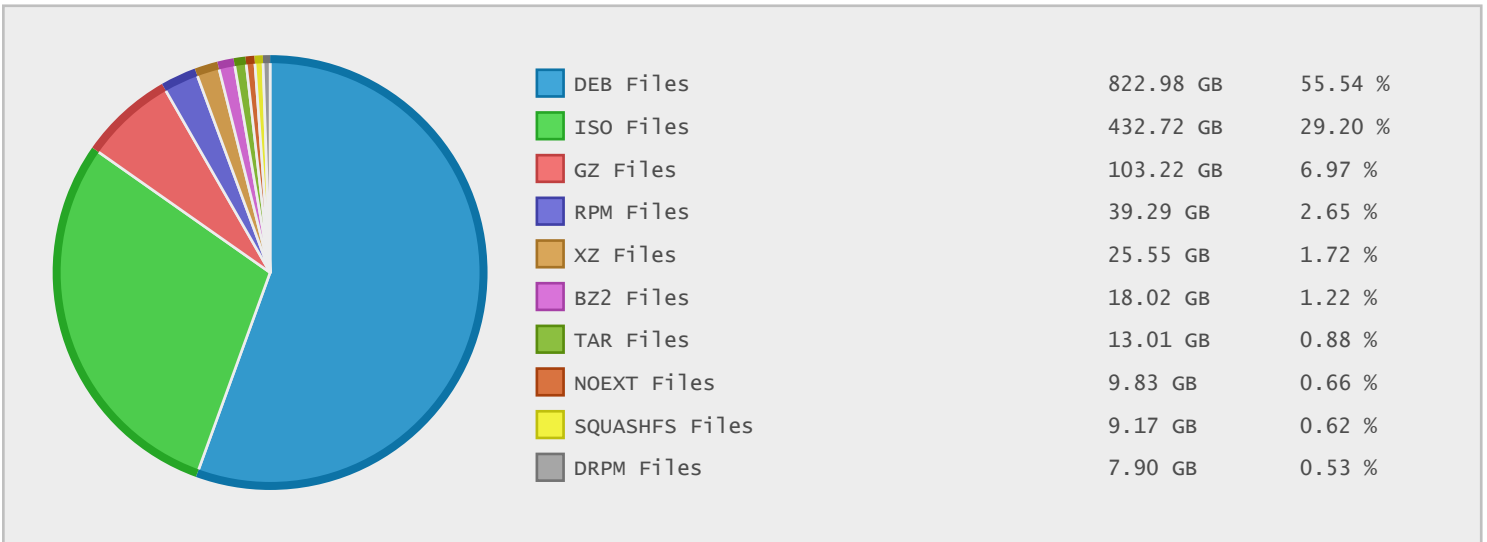 DEB Files 822.98 GB 55.54 %
ISO Files 432.72 GB 29.20 %
GZ Files 103.22 GB 6.97 %
RPM Files 39.29 GB 2.65 %
XZ Files 25.55 GB 1.72 %
BZ2 Files 18.02 GB 1.22 %
TAR Files 13.01 GB 0.88 %
NOEXT Files 9.83 GB 0.66 %
SQUASHFS Files 9.17 GB 0.62 %
DRPM Files 7.90 GB 0.53 %